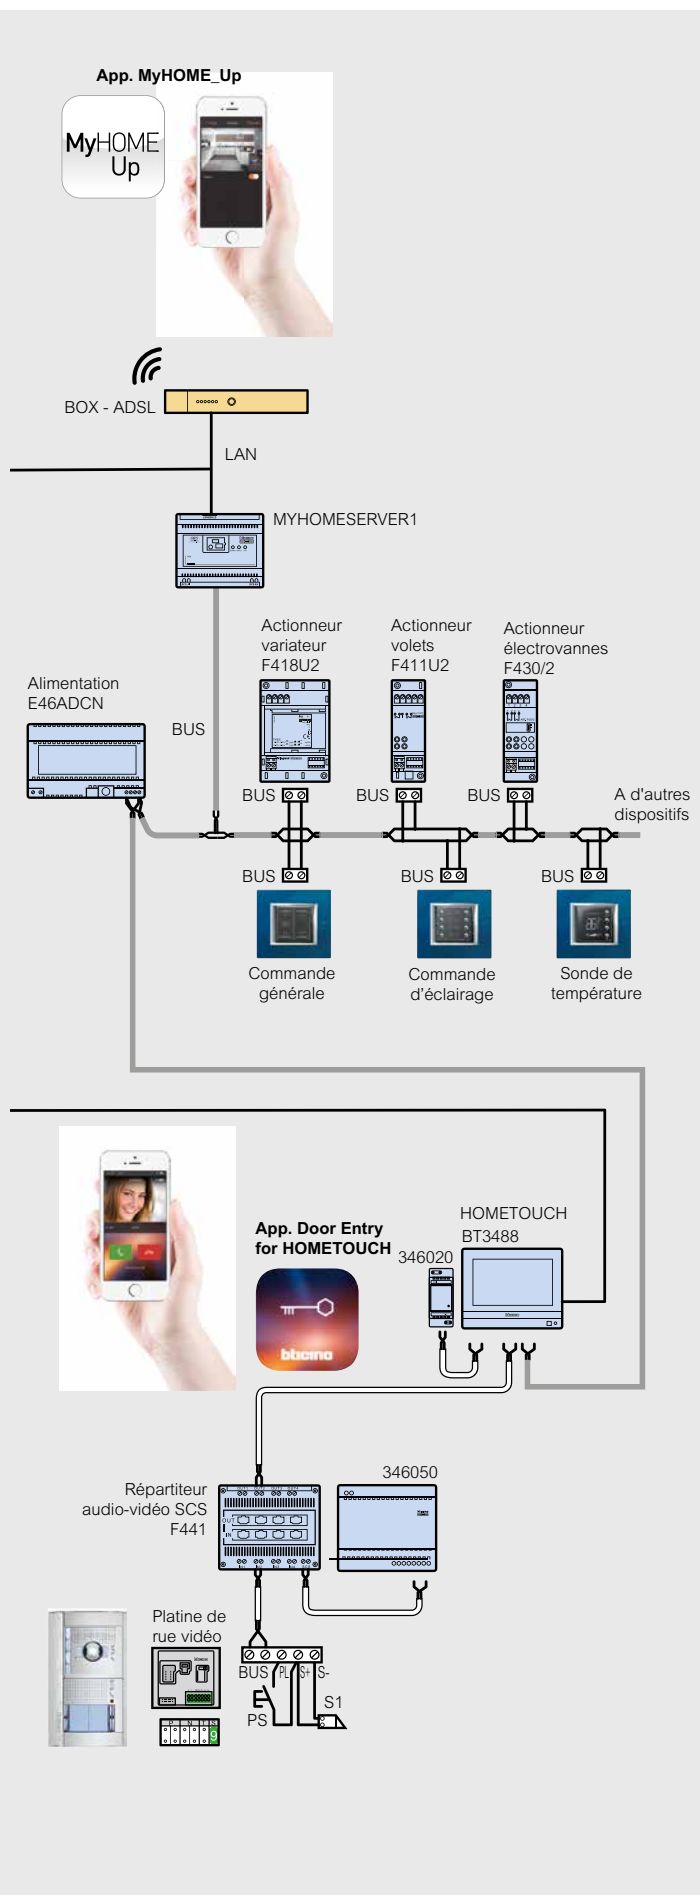 App. MyHOME_Up
MyHOME
Up
BOX - ADSL
LAN
MYHOMESERVER1
Actionneur
variateur
F418U2
Actionneur
volets
F411U2
Actionneur
électrovannes
F430/2
Alimentation
E46ADCN
BUS
BUS
BUS
BUS
A d'autres
dispositifs
BUS
BUS
BUS
Commande
générale
Commande
d'éclairage
Sonde de
température
HOMETOUCH
BT3488
App. Door Entry
for HOMETOUCH
346020
bticino
346050
Répartiteur
audio-vidéo SCS
F441
OUT
IN
Platine de
rue vidéo
BUS PL S+ S-
S1
PS
P N T S
9